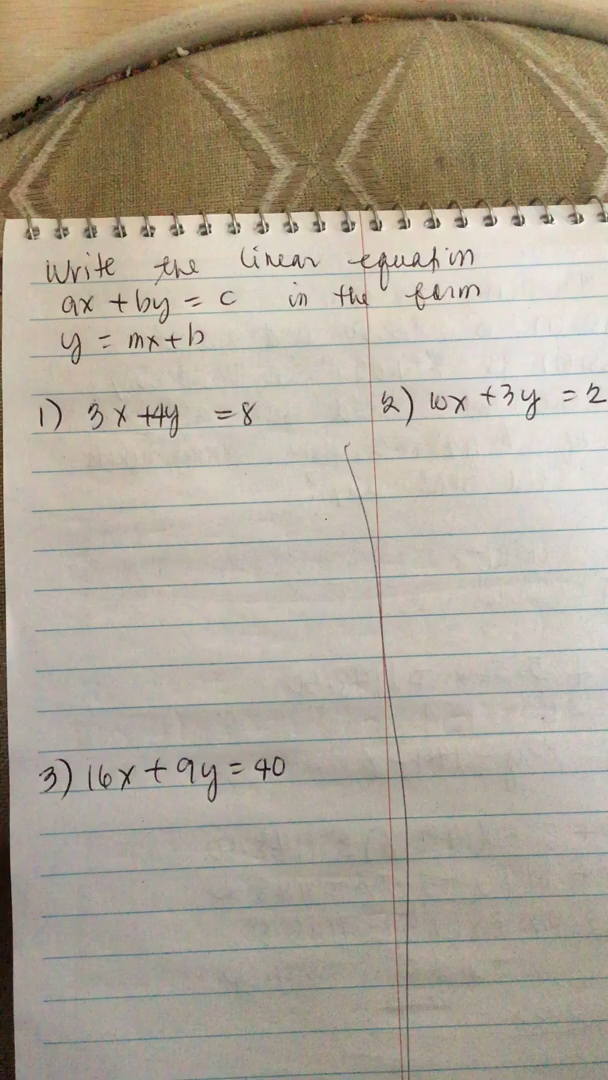 Write the linear equation
ax + by = c in the form
y = mx + b
1) 3x + 4y = 8
2) 10x + 3y = 2
3) 16x + 9y = 40